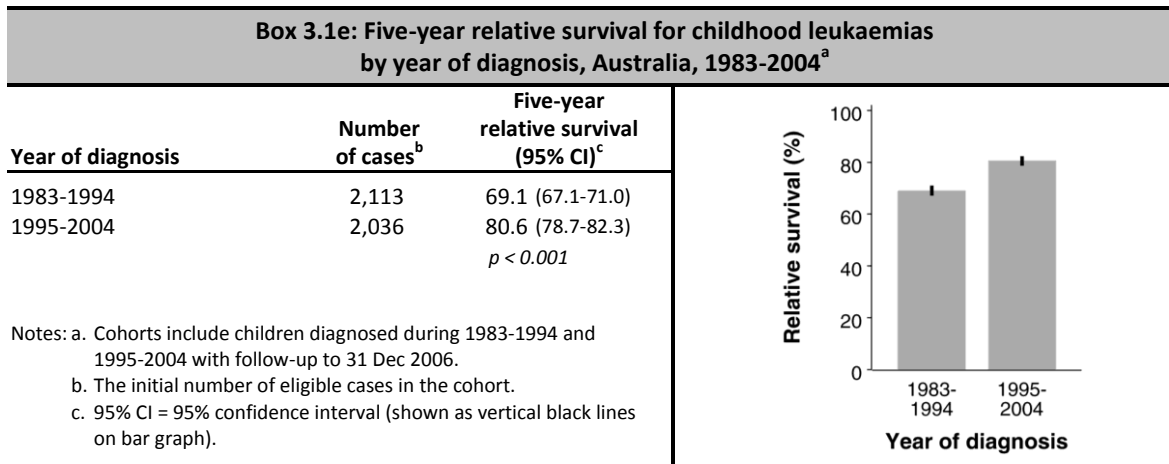 Box 3.1e: Five-year relative survival for childhood leukaemias
by year of diagnosis, Australia, 1983-2004a
Year of diagnosis Number of casesb Five-year relative survival (95% CI)c
1983-1994 2,113 69.1 (67.1-71.0)
1995-2004 2,036 80.6 (78.7-82.3)
p < 0.001
Notes: a. Cohorts include children diagnosed during 1983-1994 and
1995-2004 with follow-up to 31 Dec 2006.
b. The initial number of eligible cases in the cohort.
c. 95% CI = 95% confidence interval (shown as vertical black lines
on bar graph).
Relative survival (%)
100
80
60
40
20
0
1983-
1994
1995-
2004
Year of diagnosis